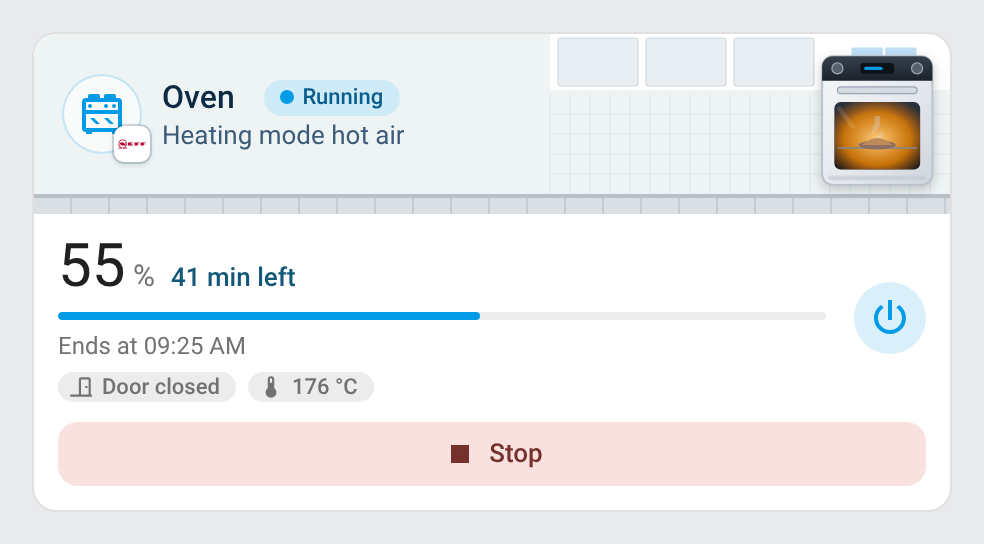 Oven
Running
Heating mode hot air
55 % 41 min left
Ends at 09:25 AM
Door closed
176 °C
Stop